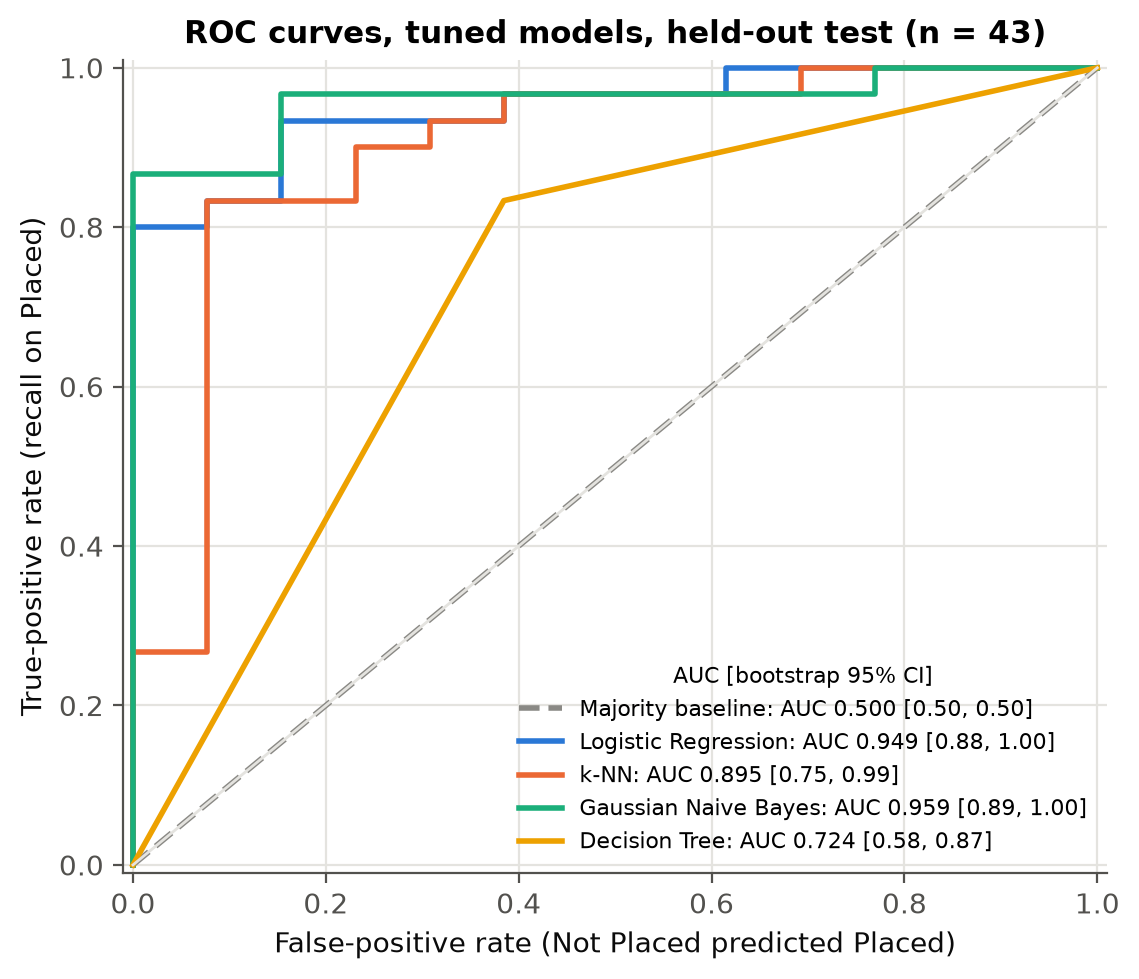 ROC curves, tuned models, held-out test (n = 43)
True-positive rate (recall on Placed)
1.0
0.8
0.6
0.4
0.2
0.0
AUC [bootstrap 95% CI]
Majority baseline: AUC 0.500 [0.50, 0.50]
Logistic Regression: AUC 0.949 [0.88, 1.00]
k-NN: AUC 0.895 [0.75, 0.99]
Gaussian Naive Bayes: AUC 0.959 [0.89, 1.00]
Decision Tree: AUC 0.724 [0.58, 0.87]
0.0 0.2 0.4 0.6 0.8 1.0
False-positive rate (Not Placed predicted Placed)